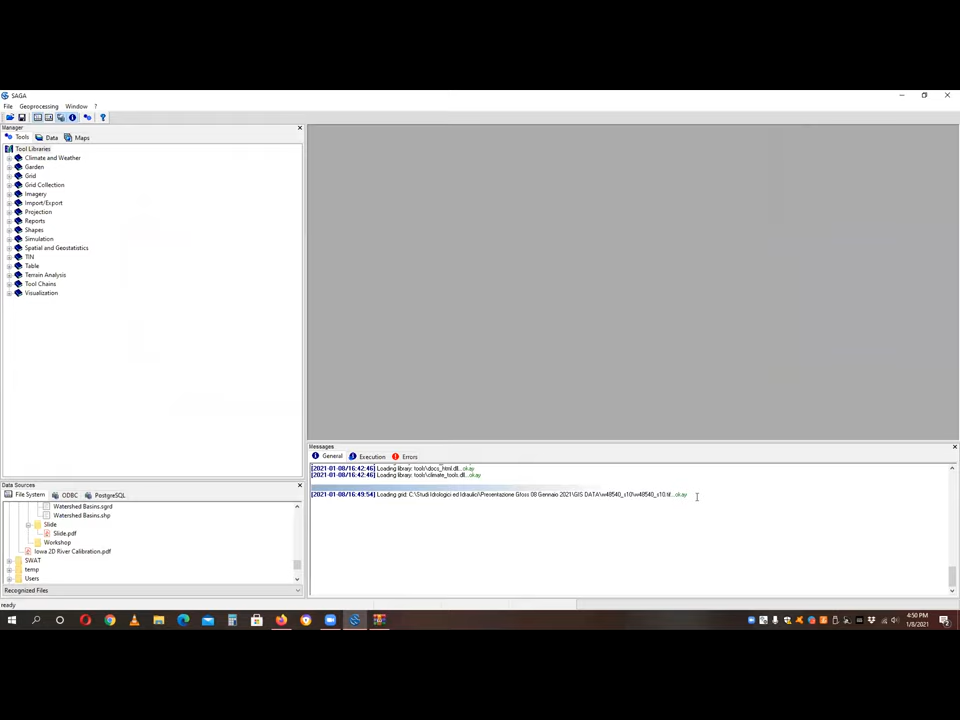 SAGA
File Geoprocessing Window ?
Manager
Tools Data Maps
Tool Libraries
Climate and Weather
Garden
Grid
Grid Collection
Imagery
Import/Export
Projection
Reports
Shapes
Simulation
Spatial and Geostatistics
TIN
Table
Terrain Analysis
Tool Chains
Visualization
Data Sources
File System ODBC PostgreSQL
Watershed Basins.sgrd
Watershed Basins.shp
Slide
Slide.pdf
Workshop
Iowa 2D River Calibration.pdf
SWAT
temp
Users
Recognized Files
ready
Messages
General Execution Errors
[2021-01-08/16:42:46] Loading library: tools\docs_html.dll...okay
[2021-01-08/16:42:46] Loading library: tools\climate_tools.dll...okay
[2021-01-08/16:49:54] Loading grid: C:\Studi Idrologici ed Idraulici\Presentazione Gfoss 08 Gennaio 2021\GIS DATA\w48540_s10\w48540_s10.tif...okay
4:50 PM
1/8/2021